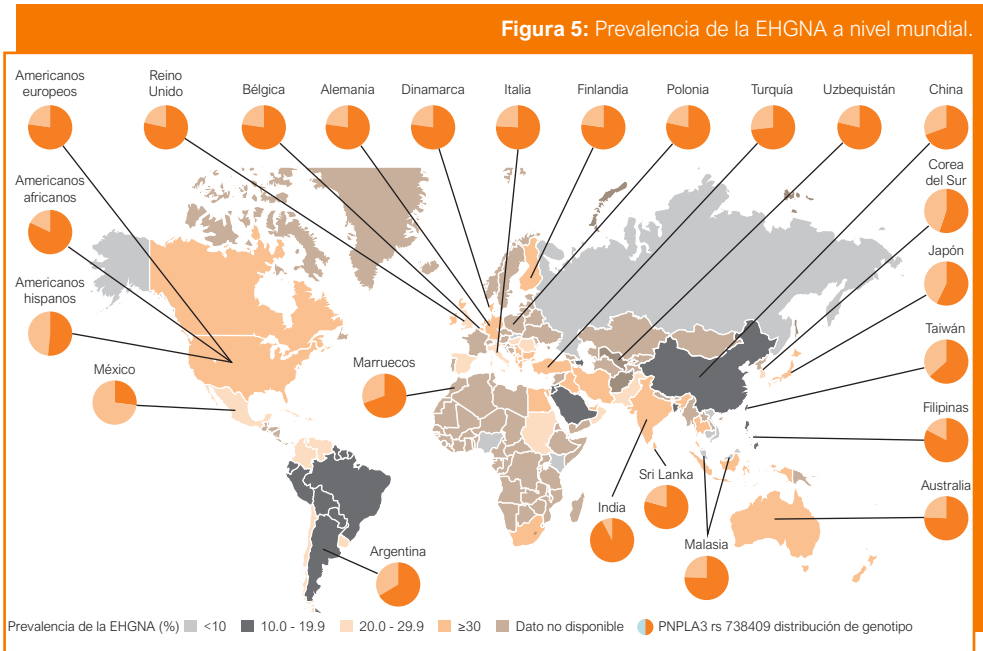 Figura 5: Prevalencia de la EHGNA a nivel mundial.
Americanos
europeos
Reino
Unido
Bélgica
Alemania
Dinamarca
Italia
Finlandia
Polonia
Turquía
Uzbequistán
China
Americanos
africanos
Corea
del Sur
Americanos
hispanos
Japón
México
Marruecos
Taiwán
Filipinas
Sri Lanka
India
Australia
Malasia
Argentina
Prevalencia de la EHGNA (%) <10 10.0 - 19.9 20.0 - 29.9 ≥30 Dato no disponible PNPLA3 rs 738409 distribución de genotipo